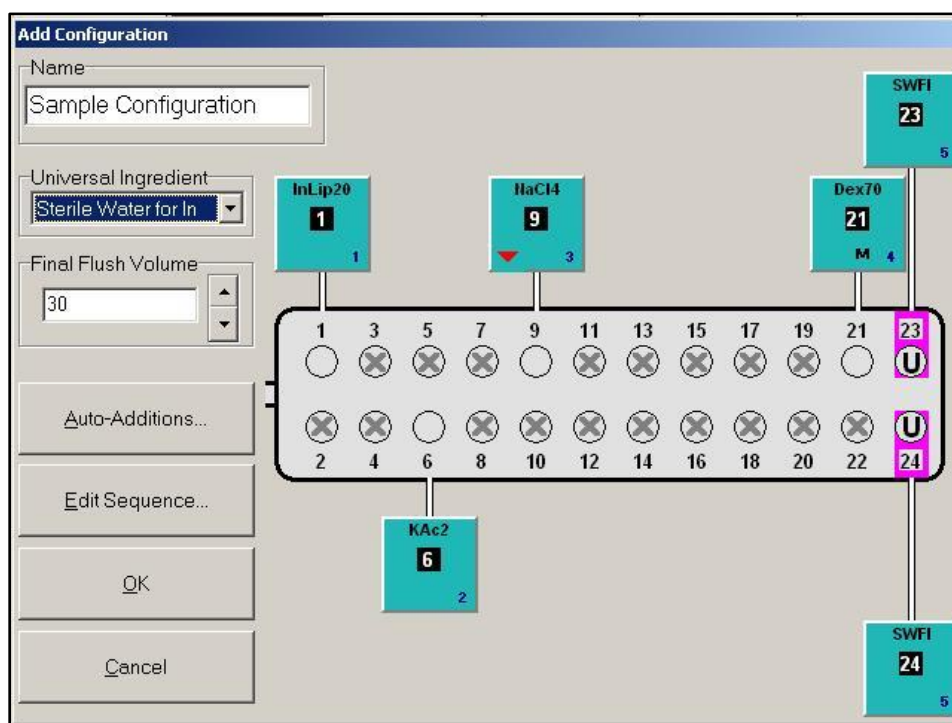 Add Configuration
Name
Sample Configuration
SWFI
23
5
Universal Ingredient
Sterile Water for In
InLip20
1
1
NaCl4
9
3
Dex70
21
M 4
Final Flush Volume
30
1 3 5 7 9 11 13 15 17 19 21 23
U
U
2 4 6 8 10 12 14 16 18 20 22 24
Auto-Additions...
Edit Sequence...
KAc2
6
2
OK
Cancel
SWFI
24
5